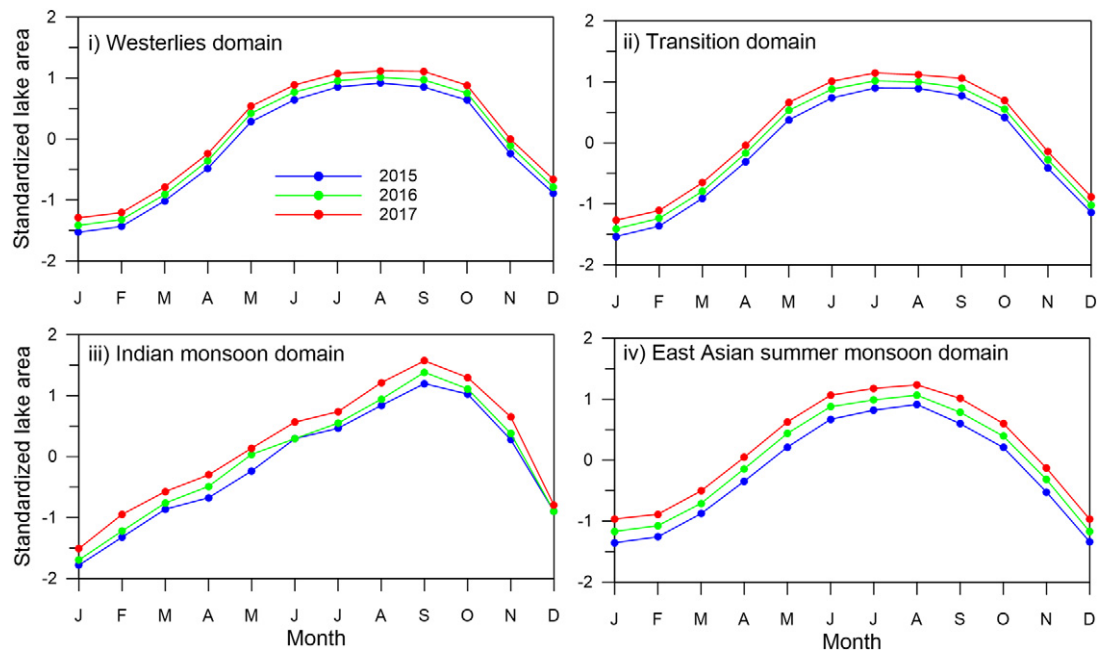 Standardized lake area
2
1
0
-1
-2
i) Westerlies domain
2015
2016
2017
J F M A M J J A S O N D
2
1
0
-1
-2
ii) Transition domain
J F M A M J J A S O N D
Standardized lake area
2
1
0
-1
-2
iii) Indian monsoon domain
J F M A M J J A S O N D
Month
2
1
0
-1
-2
iv) East Asian summer monsoon domain
J F M A M J J A S O N D
Month